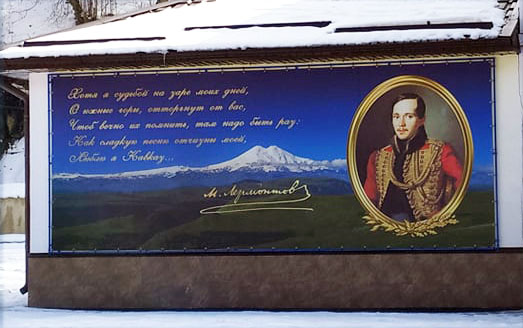 Хотя я судьбой на заре моих дней,
О южные горы, отторгнут от вас,
Чтоб вечно их помнить, там надо быть раз:
Как сладкую песню отчизны моей,
Люблю я Кавказ...
М. Лермонтов